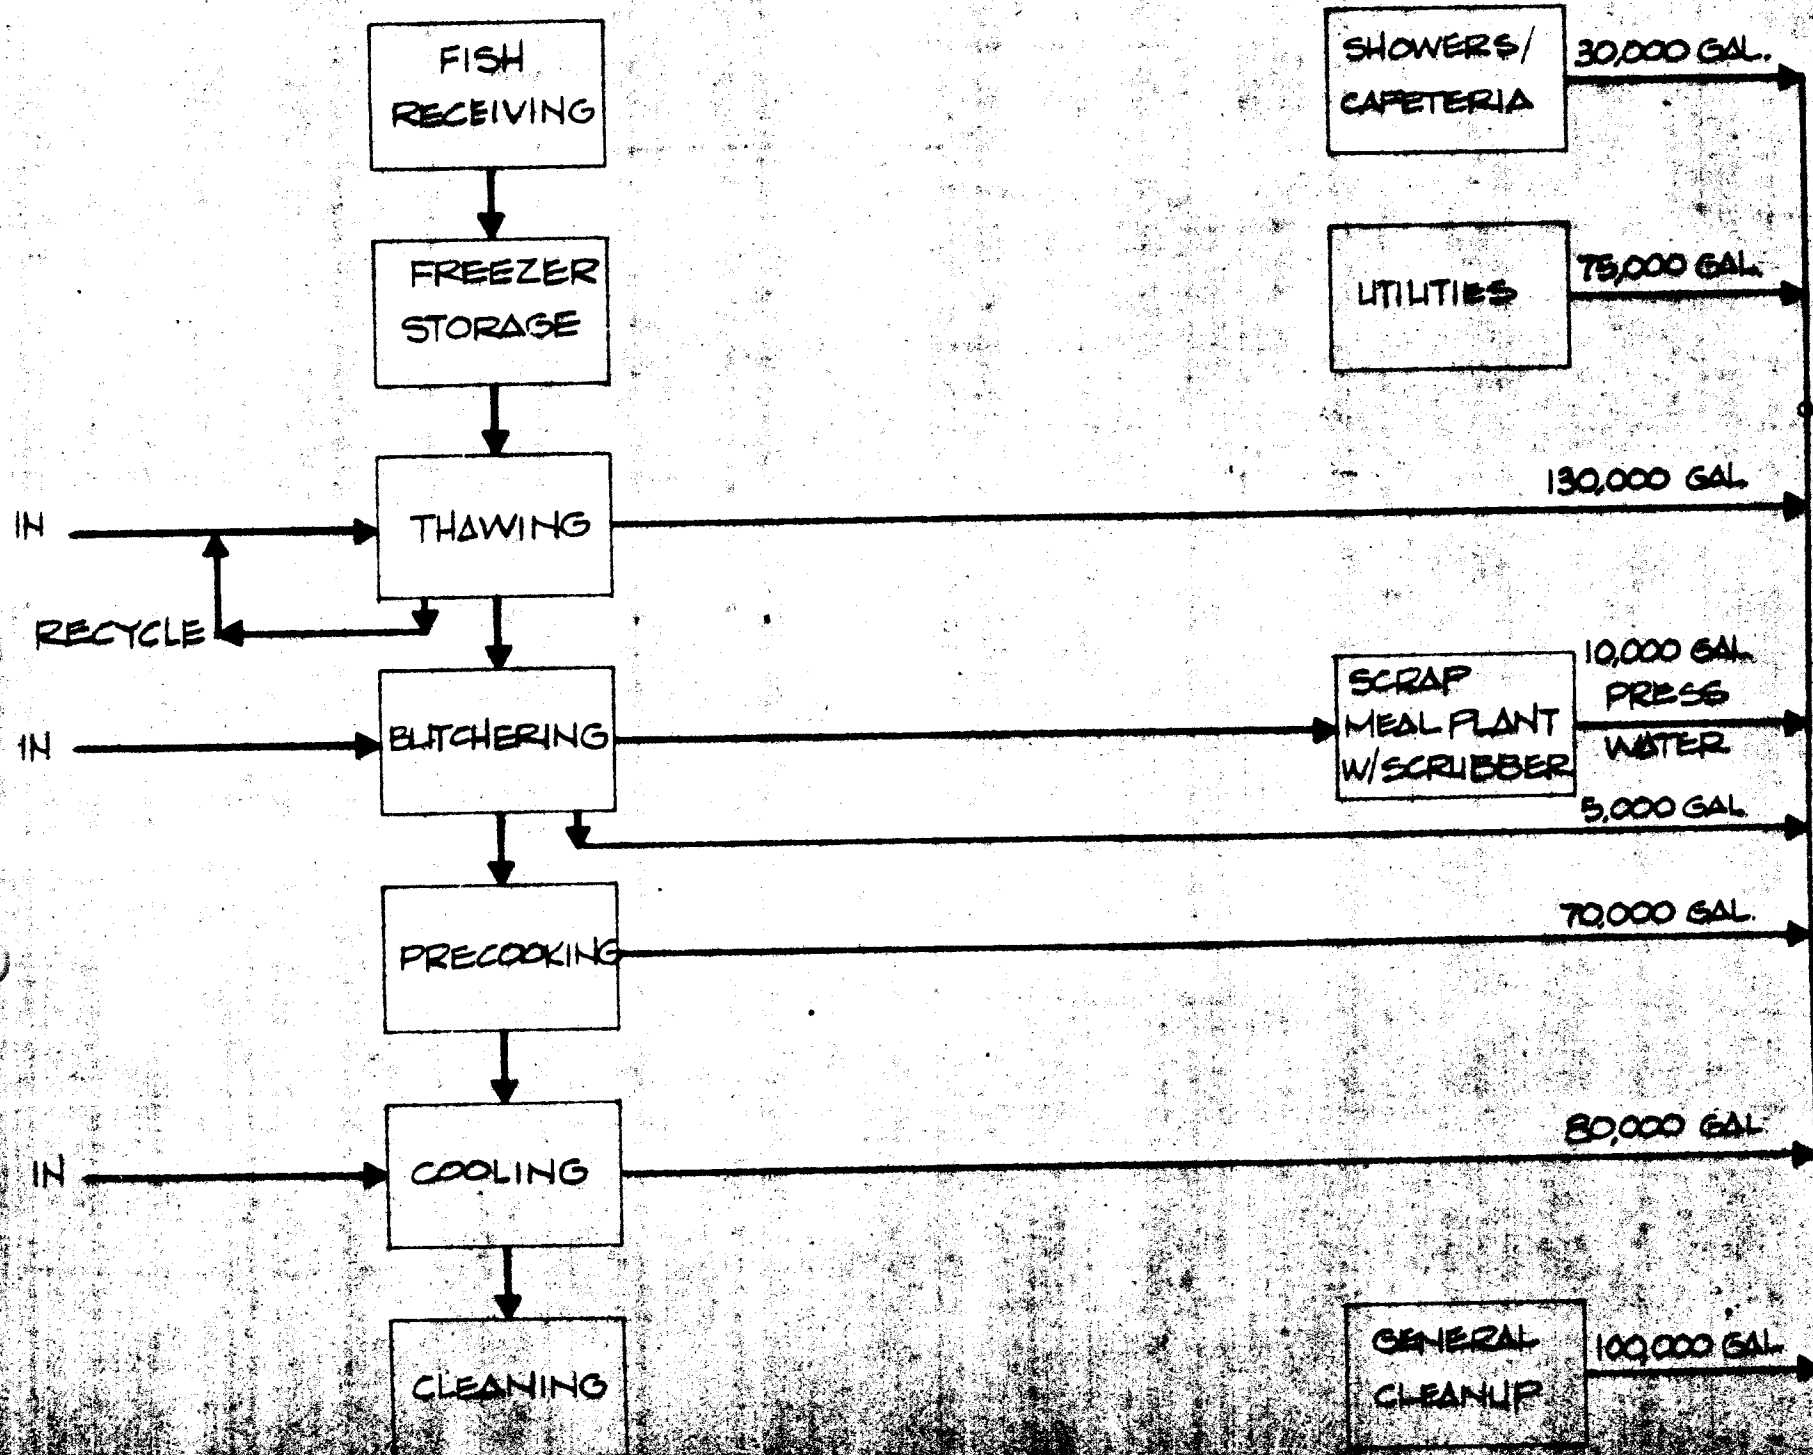 FISH
RECEIVING
SHOWERS/
CAFETERIA
30,000 GAL.
FREEZER
STORAGE
UTILITIES
75,000 GAL.
IN
THAWING
130,000 GAL.
RECYCLE
IN
BUTCHERING
SCRAP
MEAL PLANT
W/SCRUBBER
10,000 GAL.
PRESS
WATER
5,000 GAL.
PRECOOKING
70,000 GAL.
IN
COOLING
80,000 GAL.
CLEANING
GENERAL
CLEANUP
100,000 GAL.